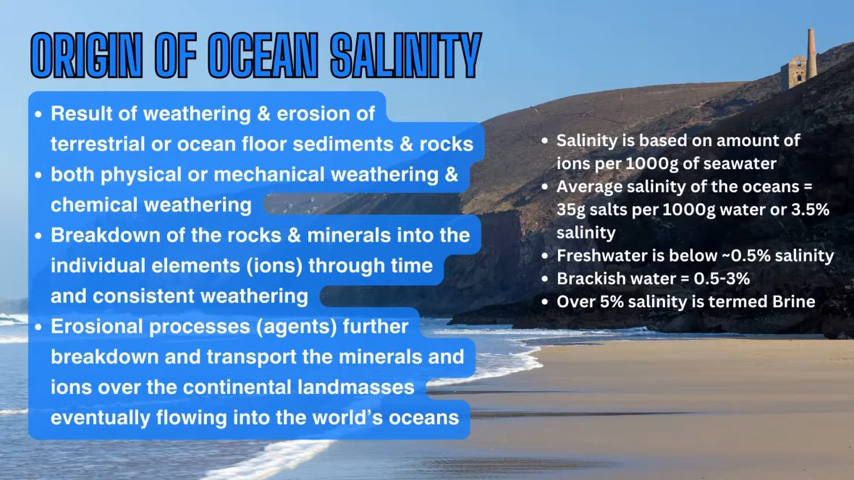 ORIGIN OF OCEAN SALINITY
• Result of weathering & erosion of
terrestrial or ocean floor sediments & rocks
• both physical or mechanical weathering &
chemical weathering
• Breakdown of the rocks & minerals into the
individual elements (ions) through time
and consistent weathering
• Erosional processes (agents) further
breakdown and transport the minerals and
ions over the continental landmasses
eventually flowing into the world's oceans
• Salinity is based on amount of
ions per 1000g of seawater
• Average salinity of the oceans =
35g salts per 1000g water or 3.5%
salinity
• Freshwater is below ~0.5% salinity
• Brackish water = 0.5-3%
• Over 5% salinity is termed Brine